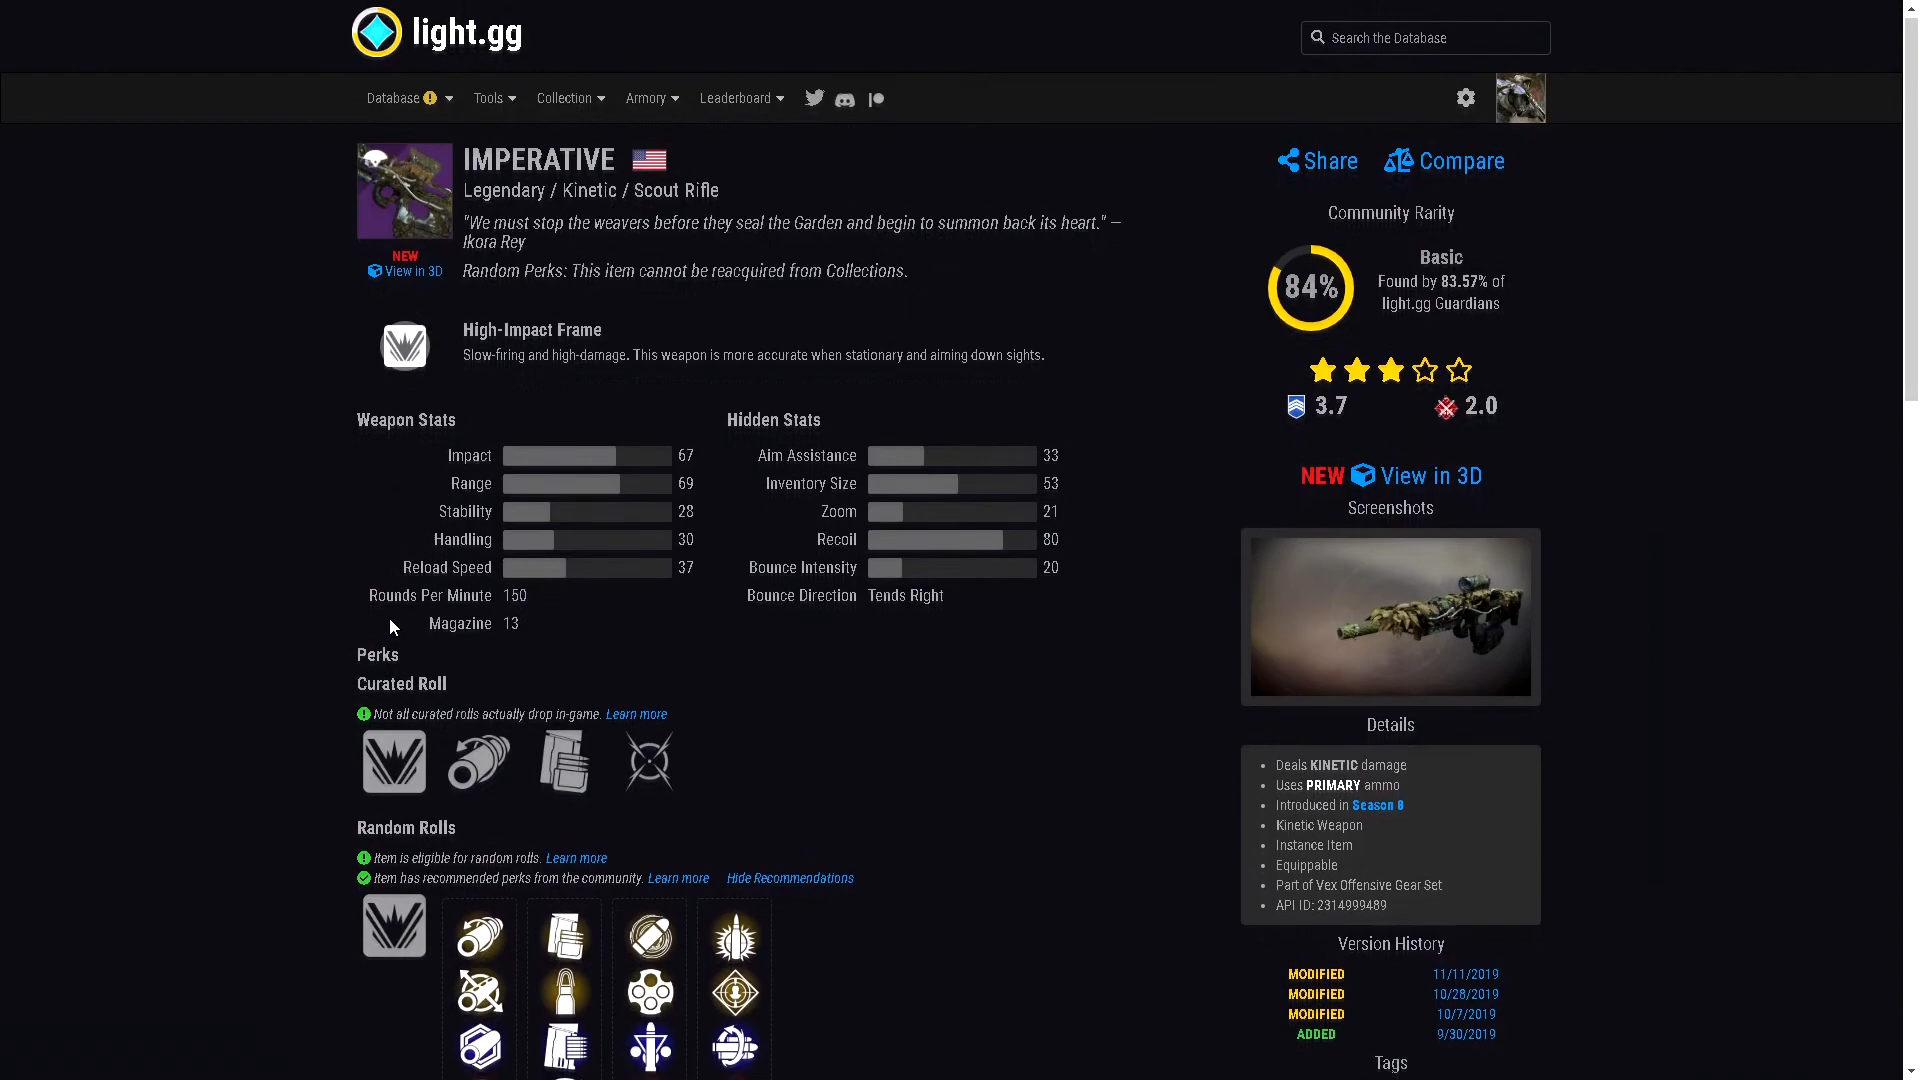 light.gg
Search the Database
Database Tools Collection Armory Leaderboard
IMPERATIVE
Legendary / Kinetic / Scout Rifle
"We must stop the weavers before they seal the Garden and begin to summon back its heart." —
Ikora Rey
NEW
View in 3D
Random Perks: This item cannot be reacquired from Collections.
High-Impact Frame
Slow-firing and high-damage. This weapon is more accurate when stationary and aiming down sights.
Weapon Stats
Impact 67
Range 69
Stability 28
Handling 30
Reload Speed 37
Rounds Per Minute 150
Magazine 13
Hidden Stats
Aim Assistance 33
Inventory Size 53
Zoom 21
Recoil 80
Bounce Intensity 20
Bounce Direction Tends Right
Perks
Curated Roll
Not all curated rolls actually drop in-game. Learn more
Random Rolls
Item is eligible for random rolls. Learn more
Item has recommended perks from the community. Learn more Hide Recommendations
Share Compare
Community Rarity
84%
Basic
Found by 83.57% of
light.gg Guardians
3.7 2.0
NEW View in 3D
Screenshots
Details
Deals KINETIC damage
Uses PRIMARY ammo
Introduced in Season 8
Kinetic Weapon
Instance Item
Equippable
Part of Vex Offensive Gear Set
API ID: 2314999489
Version History
MODIFIED 11/11/2019
MODIFIED 10/28/2019
MODIFIED 10/7/2019
ADDED 9/30/2019
Tags